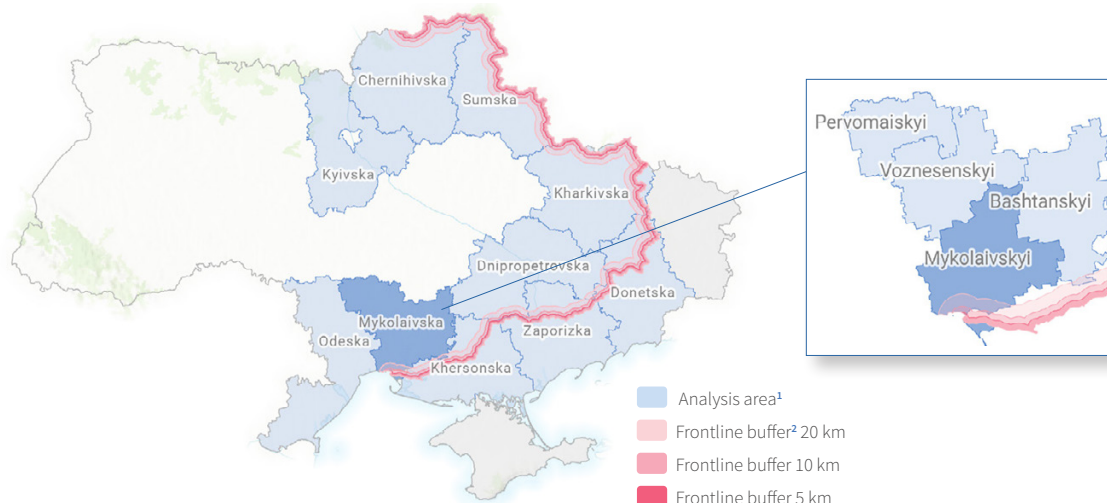 Chernihivska
Sumska
Kyivska
Kharkivska
Dnipropetrovska
Donetska
Mykolaivska
Zaporizka
Odeska
Khersonska
Pervomaiskyi
Voznesenskyi
Bashtanskyi
Mykolaivskyi
Analysis area¹
Frontline buffer² 20 km
Frontline buffer 10 km
Frontline buffer 5 km